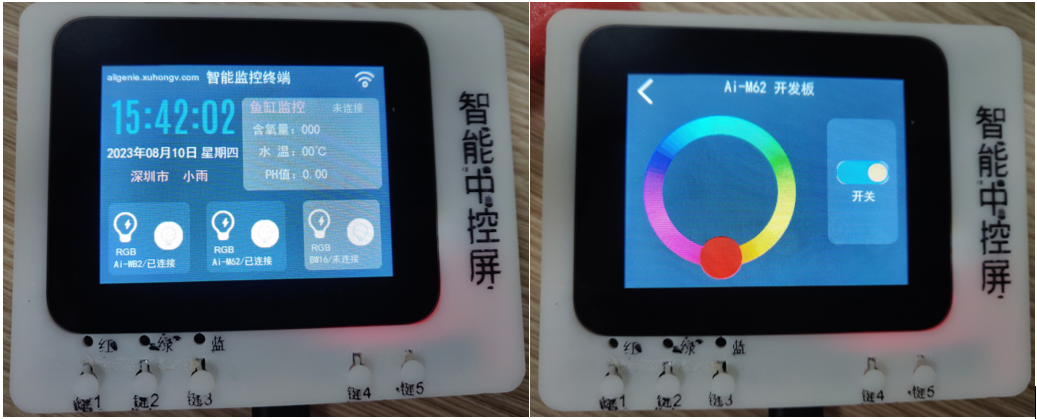 aligenie.xuhongv.com 智能监控终端
15:42:02
2023年08月10日 星期四
深圳市 小雨
鱼缸监控 未连接
含氧量：000
水 温：00℃
PH值：0.00
RGB
Ai-WB2/已连接
RGB
Ai-M62/已连接
RGB
BW16/未连接
智能中控屏
红 绿 监
键1 键2 键3 键4 键5
Ai-M62 开发板
开关
智能中控屏
红 绿 监
键1 键2 键3 键4 键5